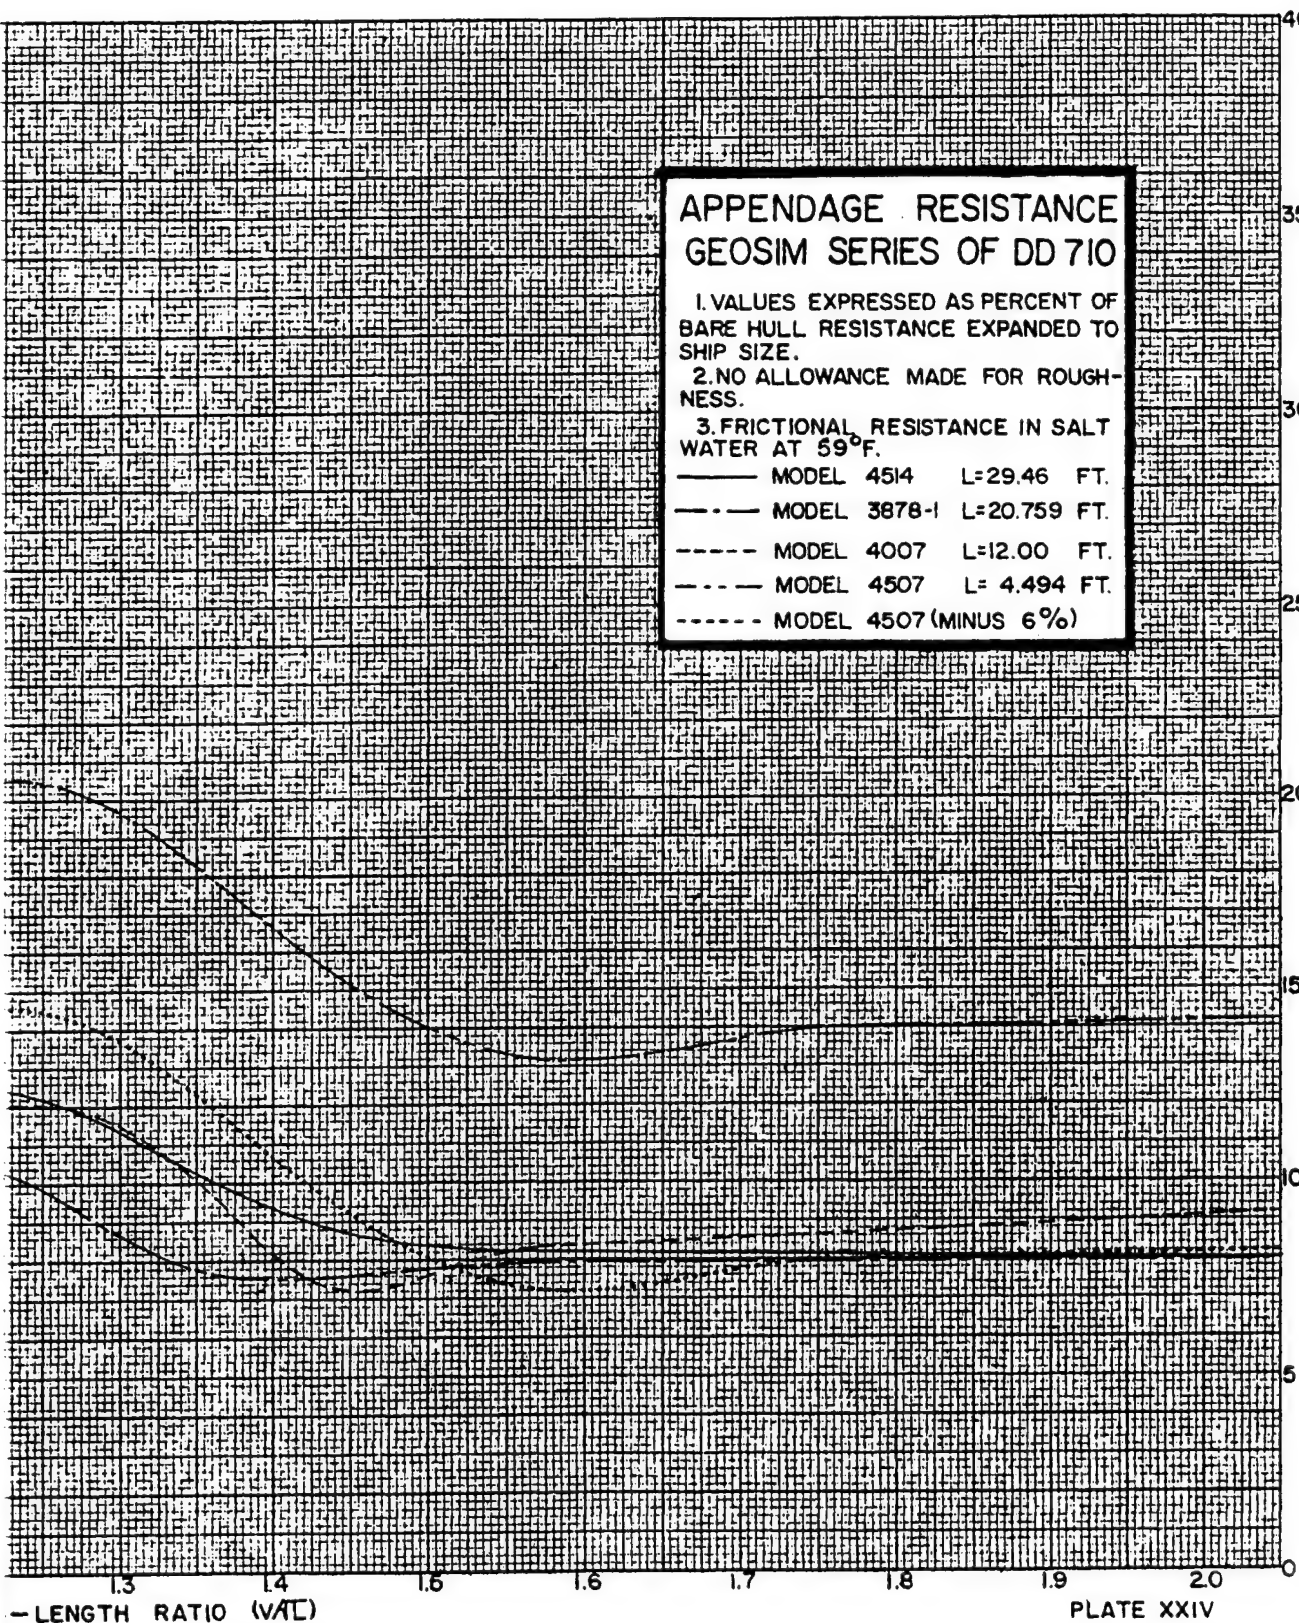 40
APPENDAGE RESISTANCE
GEOSIM SERIES OF DD 710
1. VALUES EXPRESSED AS PERCENT OF
BARE HULL RESISTANCE EXPANDED TO
SHIP SIZE.
2. NO ALLOWANCE MADE FOR ROUGH-
NESS.
3. FRICTIONAL RESISTANCE IN SALT
WATER AT 59°F.
MODEL 4514 L=29.46 FT.
MODEL 3878-1 L=20.759 FT.
MODEL 4007 L=12.00 FT.
MODEL 4507 L= 4.494 FT.
MODEL 4507 (MINUS 6%)
35
30
25
20
15
10
5
0
1.3 1.4 1.5 1.6 1.7 1.8 1.9 2.0
-LENGTH RATIO (V/√L)
PLATE XXIV